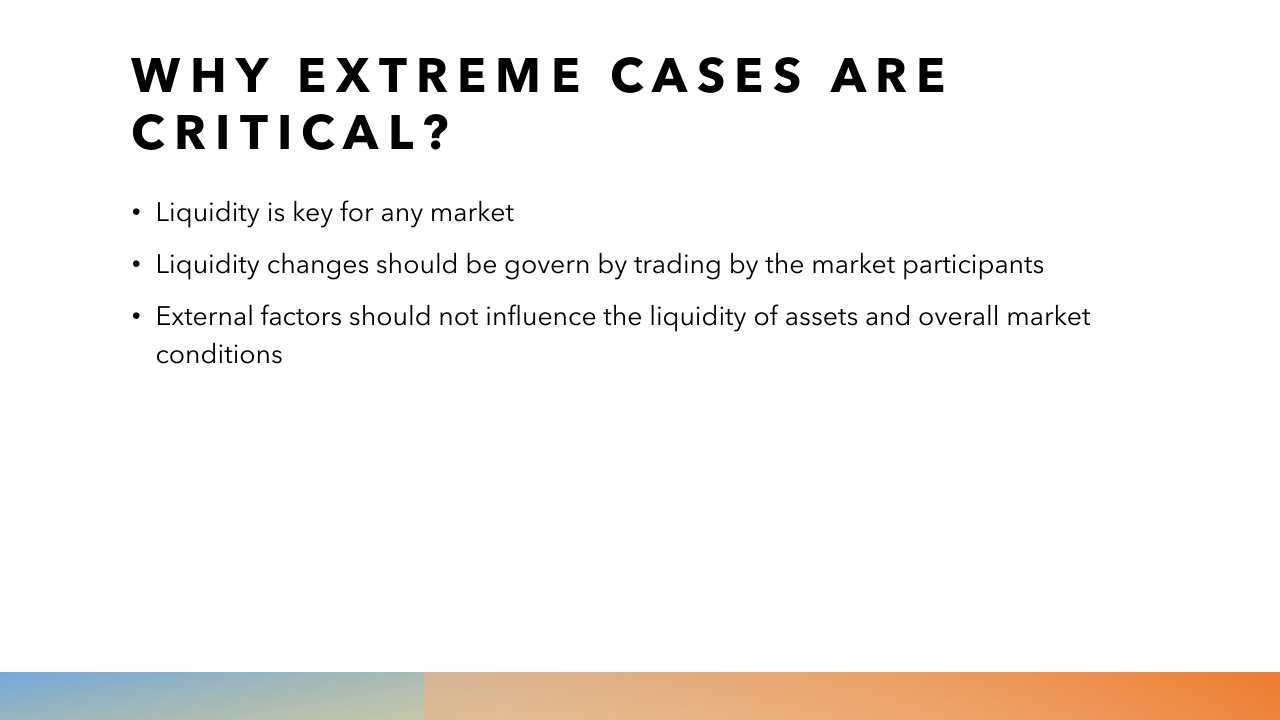 WHY EXTREME CASES ARE
CRITICAL?
• Liquidity is key for any market
• Liquidity changes should be govern by trading by the market participants
• External factors should not influence the liquidity of assets and overall market
conditions